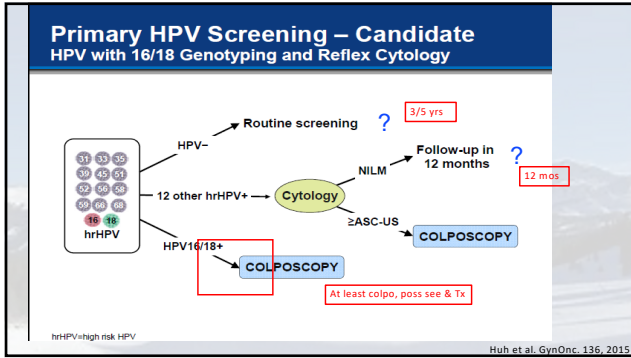 Primary HPV Screening – Candidate
HPV with 16/18 Genotyping and Reflex Cytology
3/5 yrs
Routine screening ?
HPV–
31 33 35
39 45 51
52 56 58
59 66 68
16 18
hrHPV
12 other hrHPV+
Cytology
NILM
Follow-up in
12 months
?
12 mos
≥ASC-US
COLPOSCOPY
HPV16/18+
COLPOSCOPY
At least colpo, poss see & Tx
hrHPV=high risk HPV
Huh et al. GynOnc. 136, 2015